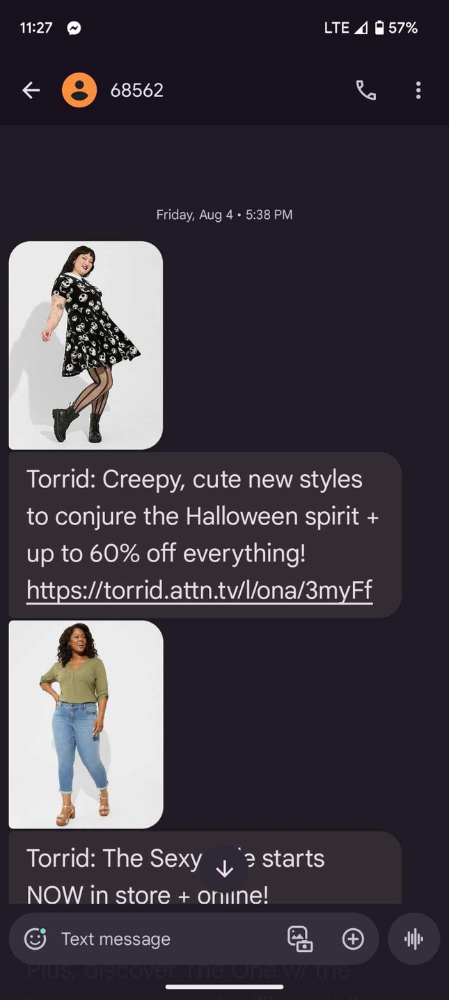 11:27
LTE 57%
68562
Friday, Aug 4 • 5:38 PM
Torrid: Creepy, cute new styles
to conjure the Halloween spirit +
up to 60% off everything!
https://torrid.attn.tv/l/ona/3myFf
Torrid: The Sexy starts
NOW in store + online!
Text message
Plus, discover The One w/ the